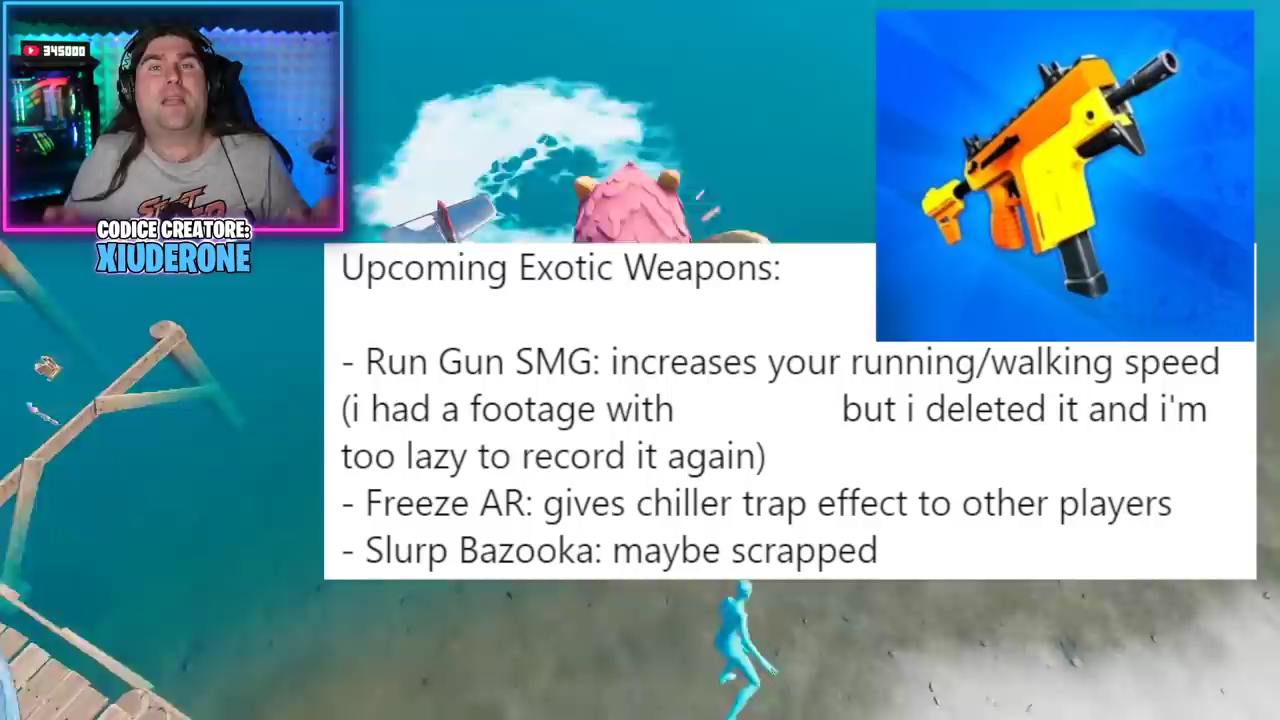 345000
CODICE CREATORE:
XIUDERONE
Upcoming Exotic Weapons:
- Run Gun SMG: increases your running/walking speed
(i had a footage with but i deleted it and i'm
too lazy to record it again)
- Freeze AR: gives chiller trap effect to other players
- Slurp Bazooka: maybe scrapped